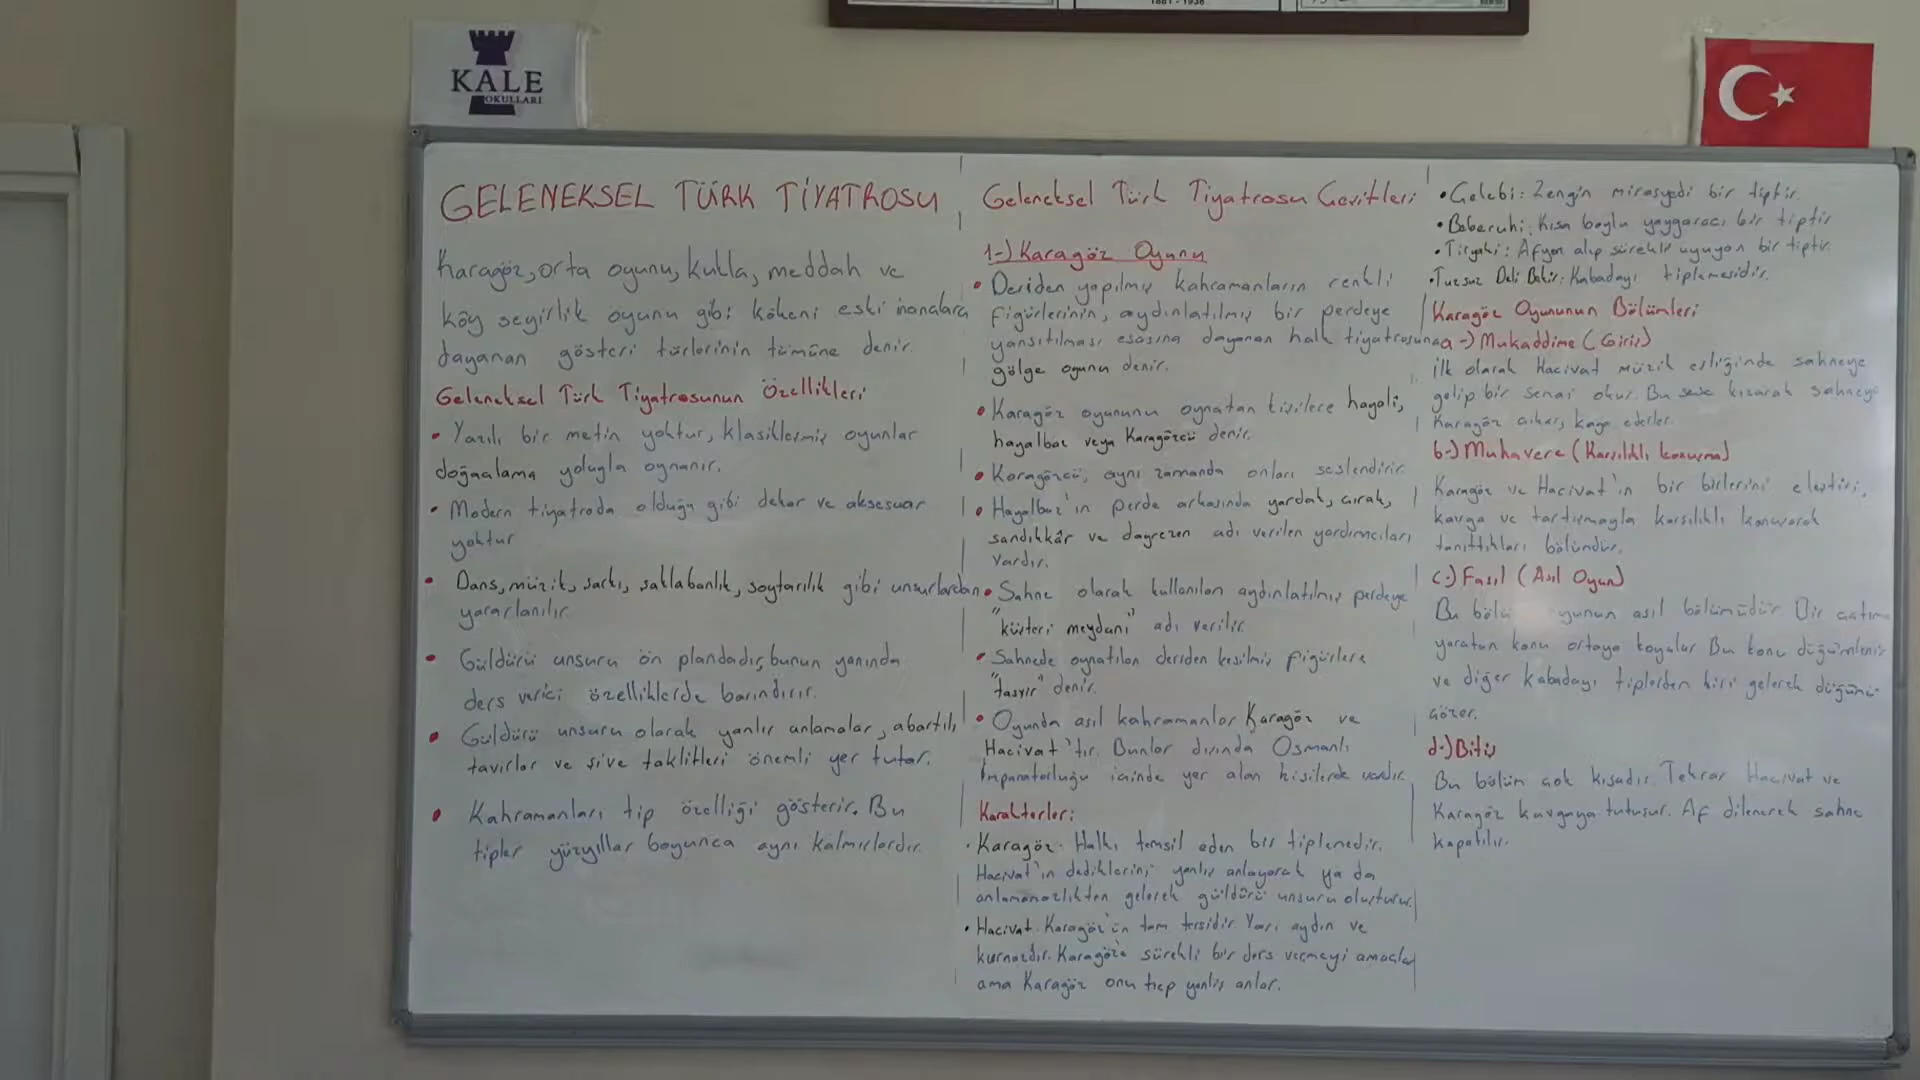 KALE
OKULLARI
1881 - 1938
GELENEKSEL TÜRK TİYATROSU
Karagöz, orta oyunu, kukla, meddah ve
köy seyirlik oyunu gibi kökeni eski inançlara
dayanan gösteri türlerinin tümüne denir.
Geleneksel Türk Tiyatrosunun Özellikleri
• Yazılı bir metin yoktur, klasikleşmiş oyunlar
doğaçlama yoluyla oynanır.
• Modern tiyatroda olduğu gibi dekor ve aksesuar
yoktur
• Dans, müzik, şarkı, şaklabanlık, soytarılık gibi unsurlardan
yararlanılır.
• Güldürü unsuru ön plandadır, bunun yanında
ders verici özelliklerde barındırır.
• Güldürü unsuru olarak yanlış anlamalar, abartılı
tavırlar ve şive taklitleri önemli yer tutar.
• Kahramanları tip özelliği gösterir. Bu
tipler yüzyıllar boyunca aynı kalmışlardır.
Geleneksel Türk Tiyatrosu Çeşitleri
1-) Karagöz Oyunu
• Deriden yapılmış kahramanların renkli
figürlerinin, aydınlatılmış bir perdeye
yansıtılması esasına dayanan halk tiyatrosuna
gölge oyunu denir.
• Karagöz oyununu oynatan kişilere hayali,
hayalbaz veya Karagözcü denir.
• Karagözcü, aynı zamanda onları seslendirir.
• Hayalbaz'ın perde arkasında yardak, çırak,
sandıkkâr ve dayrezen adı verilen yardımcıları
vardır.
• Sahne olarak kullanılan aydınlatılmış perdeye
"küşteri meydanı" adı verilir.
• Sahnede oynatılan deriden kesilmiş figürlere
"tasvir" denir.
• Oyunda asıl kahramanlar Karagöz ve
Hacivat'tır. Bunlar dışında Osmanlı
İmparatorluğu içinde yer alan kişilerde vardır.
Karakterler:
• Karagöz: Halkı temsil eden bir tiplemedir.
Hacivat'ın dediklerini yanlış anlayarak ya da
anlamamazlıkten gelerek güldürü unsuru oluşturur.
• Hacivat: Karagöz'ün tam tersidir. Yarı aydın ve
kurnazdır. Karagöz'e sürekli bir ders vermeyi amaçlar
ama Karagöz onu hep yanlış anlar.
• Çelebi: Zengin mirasyedi bir tiptir.
• Beberuhi: Kısa boylu yaygaracı bir tiptir
• Tiryaki: Afyon alıp sürekli uyuyan bir tiptir.
• Tuzsuz Deli Bekir: Kabadayı tiplemesidir.
Karagöz Oyununun Bölümleri
a-) Mukaddime (Giriş)
İlk olarak Hacivat müzik eşliğinde sahneye
gelip bir semai okur. Bu sese kızarak sahneye
Karagöz çıkar, kavga ederler.
b-) Muhavere (Karşılıklı konuşma)
Karagöz ve Hacivat'ın bir birlerini eleştiri,
kavga ve tartışmayla karşılıklı konuşarak
tanıttıkları bölümdür.
c-) Fasıl (Asıl Oyun)
Bu bölü yunun asıl bölümüdür Bir çatışma
yaratan konu ortaya koyulur Bu konu düğümlenir
ve diğer kabadayı tiplerden biri gelerek düğümü
çözer.
d-) Bitiş
Bu bölüm çok kısadır. Tekrar Hacivat ve
Karagöz kavgaya tutuşur. Af dilenerek sahne
kapatılır.